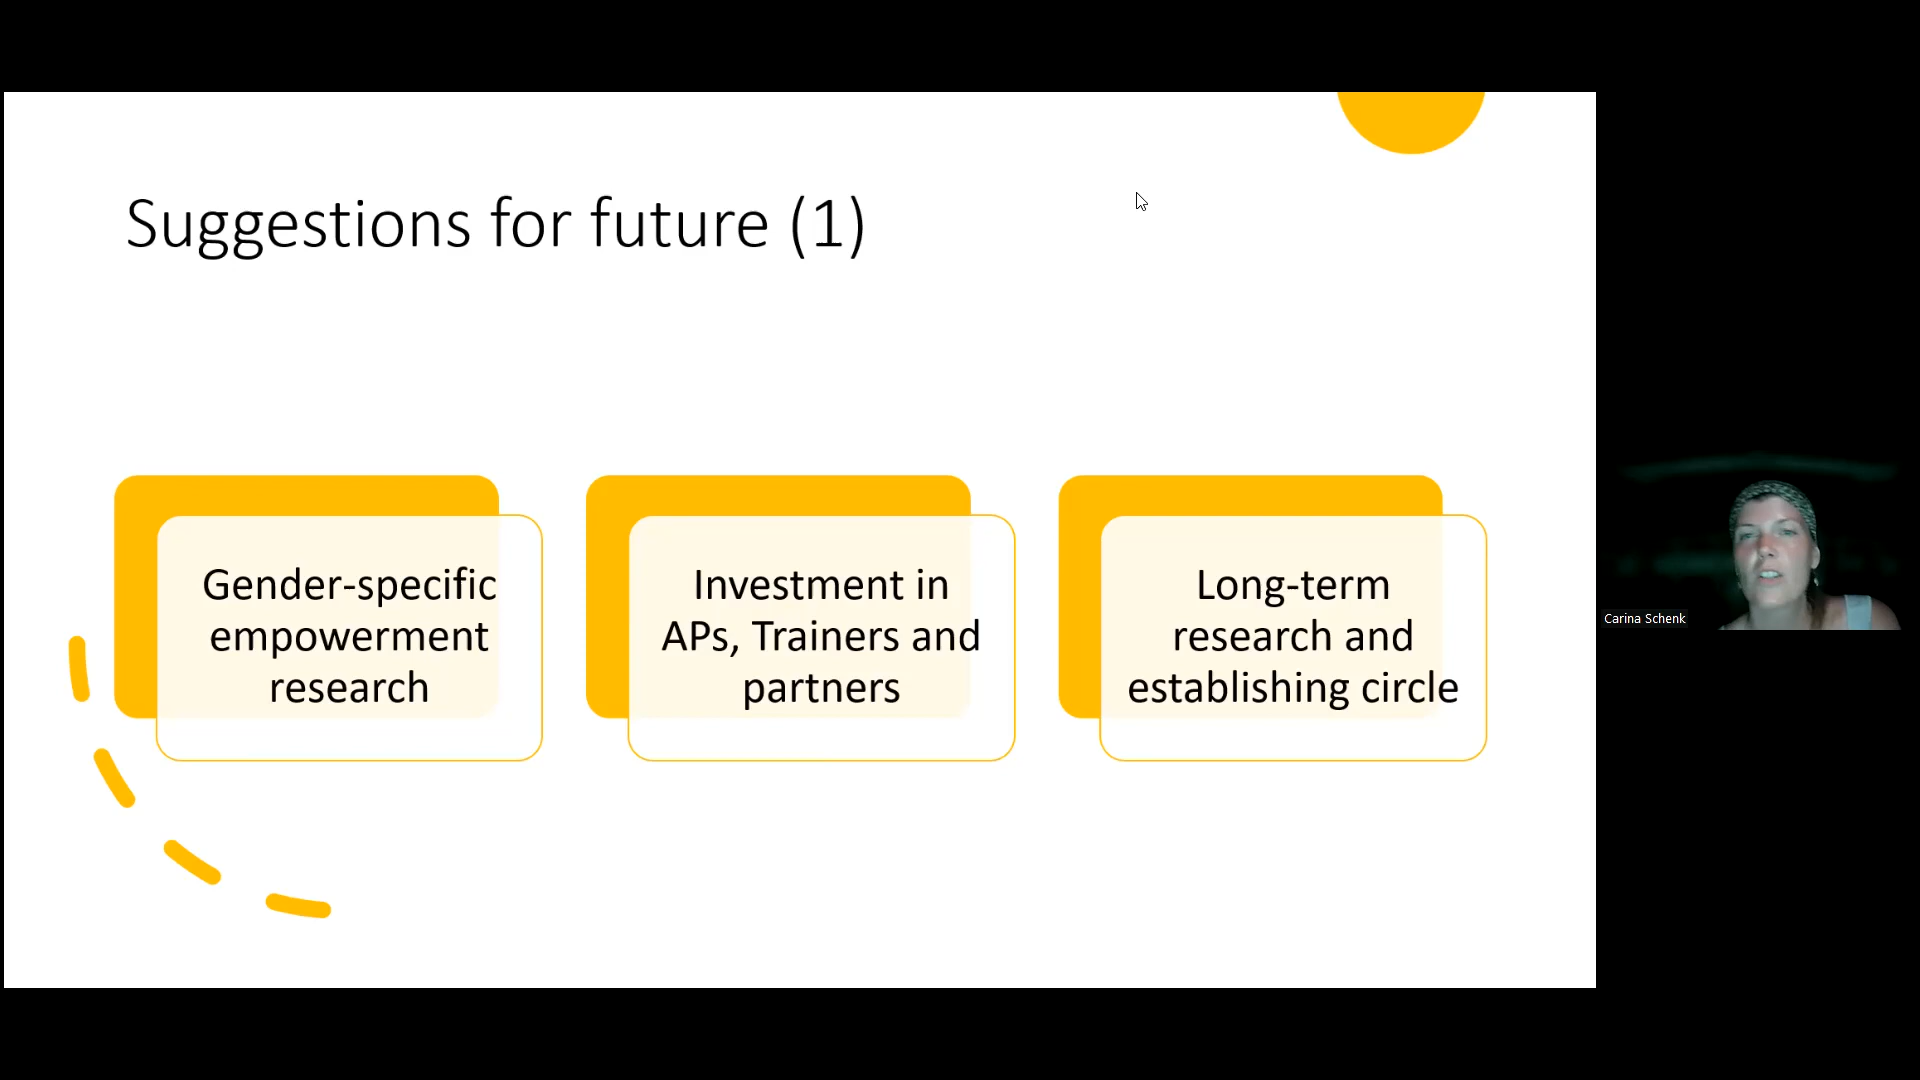 Suggestions for future (1)
Gender-specific
empowerment
research
Investment in
APs, Trainers and
partners
Long-term
research and
establishing circle
Carina Schenk